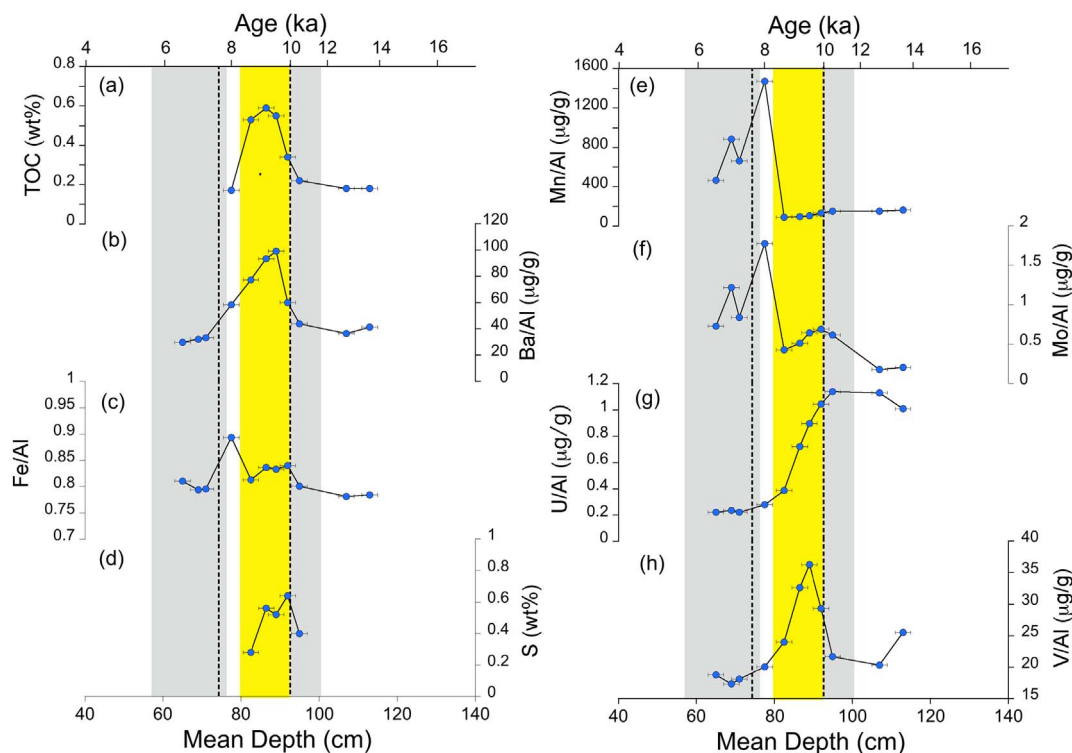 Age (ka)
4 6 8 10 12 14 16
0.8
0.6
0.4
0.2
0
TOC (wt%)
(a)
(b)
120
100
80
60
40
20
0
Ba/Al (µg/g)
1
0.95
0.9
0.85
0.8
0.75
0.7
Fe/Al
(c)
(d)
1
0.8
0.6
0.4
0.2
0
S (wt%)
40 60 80 100 120 140
Mean Depth (cm)
Age (ka)
4 6 8 10 12 14 16
1600
1400
1200
1000
800
600
400
200
0
Mn/Al (µg/g)
(e)
(f)
2
1.5
1
0.5
0
Mo/Al (µg/g)
1.2
1
0.8
0.6
0.4
0.2
0
U/Al (µg/g)
(g)
(h)
40
35
30
25
20
15
V/Al (µg/g)
40 60 80 100 120 140
Mean Depth (cm)